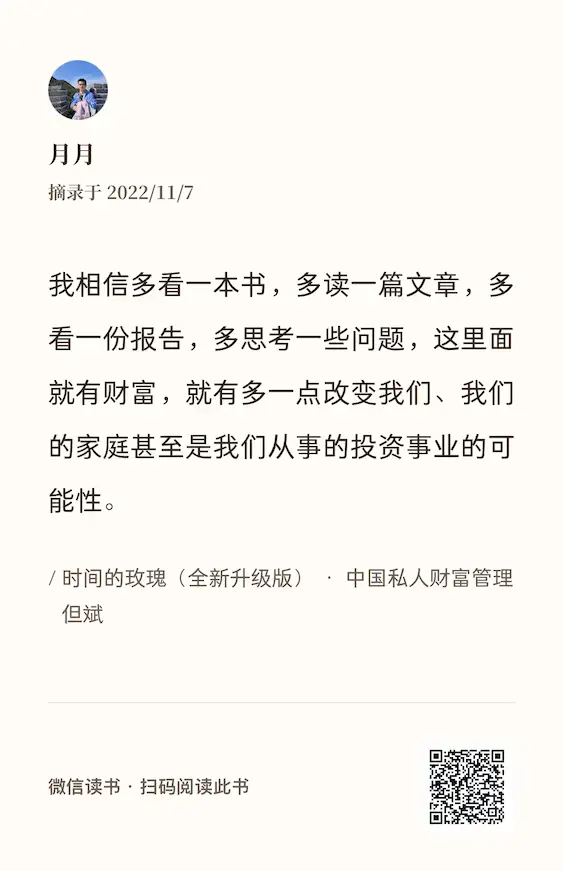 月月
摘录于 2022/11/7
我相信多看一本书，多读一篇文章，多
看一份报告，多思考一些问题，这里面
就有财富，就有多一点改变我们、我们
的家庭甚至是我们从事的投资事业的可
能性。
/ 时间的玫瑰（全新升级版） · 中国私人财富管理
但斌
微信读书 · 扫码阅读此书